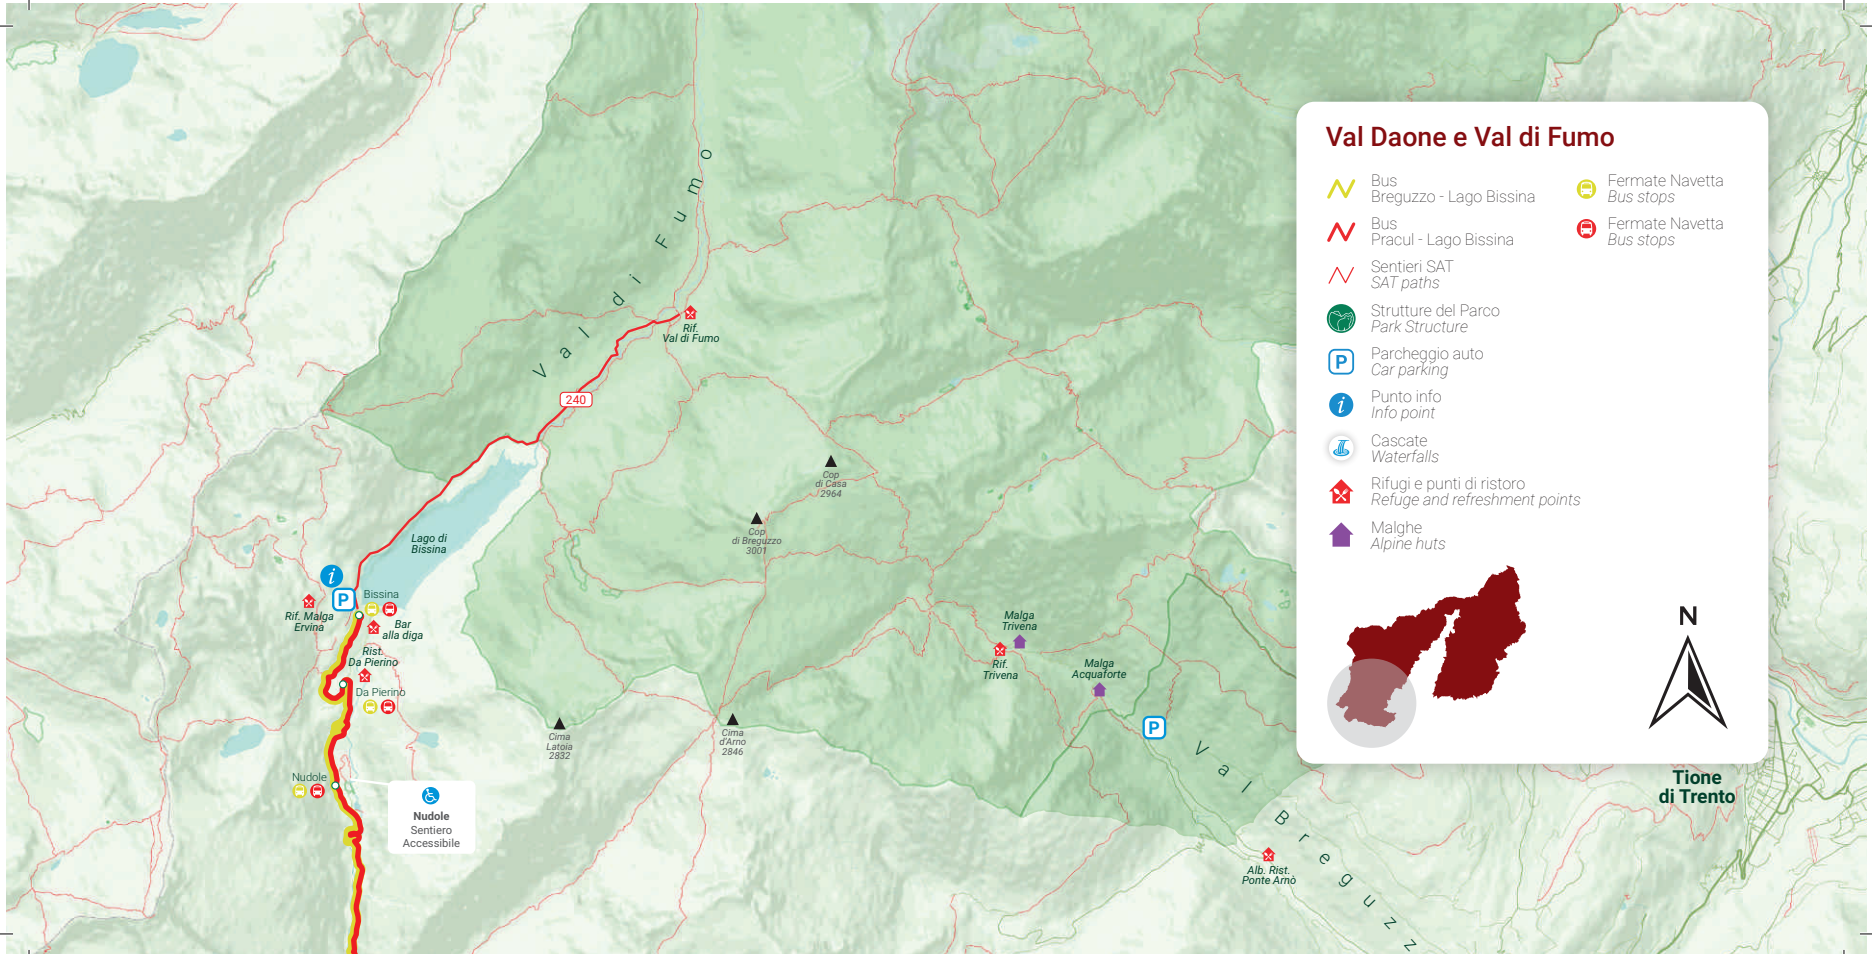 Val Daone e Val di Fumo
Bus
Breguzzo - Lago Bissina
Bus
Pracul - Lago Bissina
Sentieri SAT
SAT paths
Strutture del Parco
Park Structure
P
Parcheggio auto
Car parking
i
Punto info
Info point
Cascate
Waterfalls
Rifugi e punti di ristoro
Refuge and refreshment points
Malghe
Alpine huts
Fermate Navetta
Bus stops
Fermate Navetta
Bus stops
N
Val di Fumo
Rif.
Val di Fumo
240
Cop
di Casa
2964
Cop
di Breguzzo
3001
Lago di
Bissina
i
P
Bissina
Rif. Malga
Ervina
Bar
alla diga
Rist.
Da Pierino
Da Pierino
Malga
Trivena
Rif.
Trivena
Malga
Acquaforte
P
Cima
Latoia
2832
Cima
d'Arno
2846
Nudole
Nudole
Sentiero
Accessibile
Val Breguzz
Alb. Rist.
Ponte Arnò
Tione
di Trento